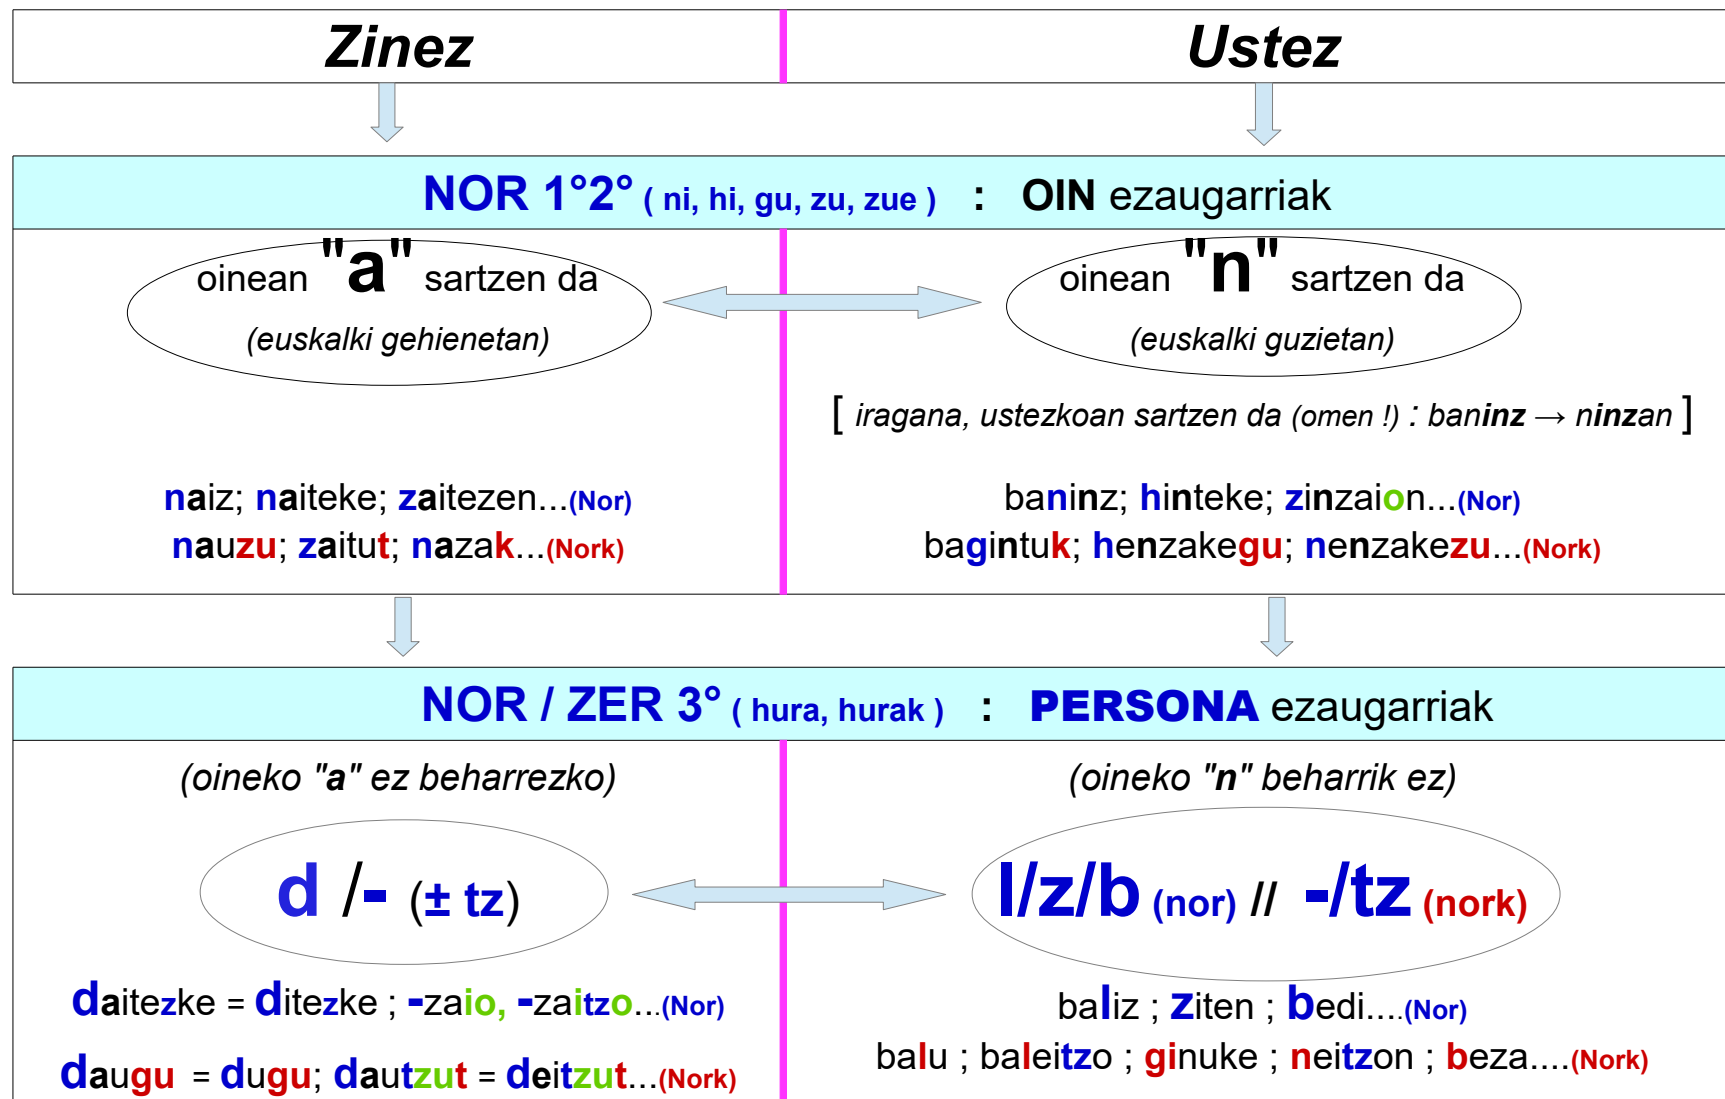 Zinez
Ustez
NOR 1°2° ( ni, hi, gu, zu, zue ) : OIN ezaugarriak
oinean "a" sartzen da
(euskalki gehienetan)
oinean "n" sartzen da
(euskalki guzietan)
[ iragana, ustezkoan sartzen da (omen !) : baninz → ninzan ]
naiz; naiteke; zaitezen...(Nor)
nauzu; zaitut; nazak...(Nork)
baninz; hinteke; zinzaion...(Nor)
bagintuk; henzakegu; nenzakezu...(Nork)
NOR / ZER 3° ( hura, hurak ) : PERSONA ezaugarriak
(oineko "a" ez beharrezko)
(oineko "n" beharrik ez)
d /- (± tz)
l/z/b (nor) // -/tz (nork)
daitezke = ditezke ; -zaio, -zaitzo...(Nor)
daugu = dugu; dautzut = deitzut...(Nork)
baliz ; ziten ; bedi....(Nor)
balu ; baleitzo ; ginuke ; neitzon ; beza....(Nork)